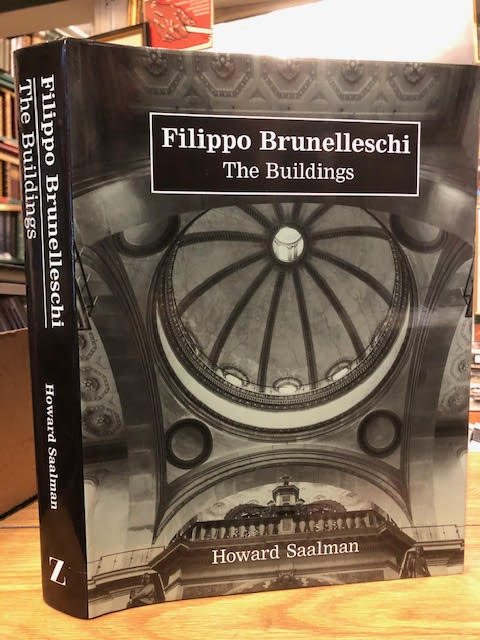 Filippo Brunelleschi
The Buildings
Howard Saalman
Z
Filippo Brunelleschi
The Buildings
Howard Saalman